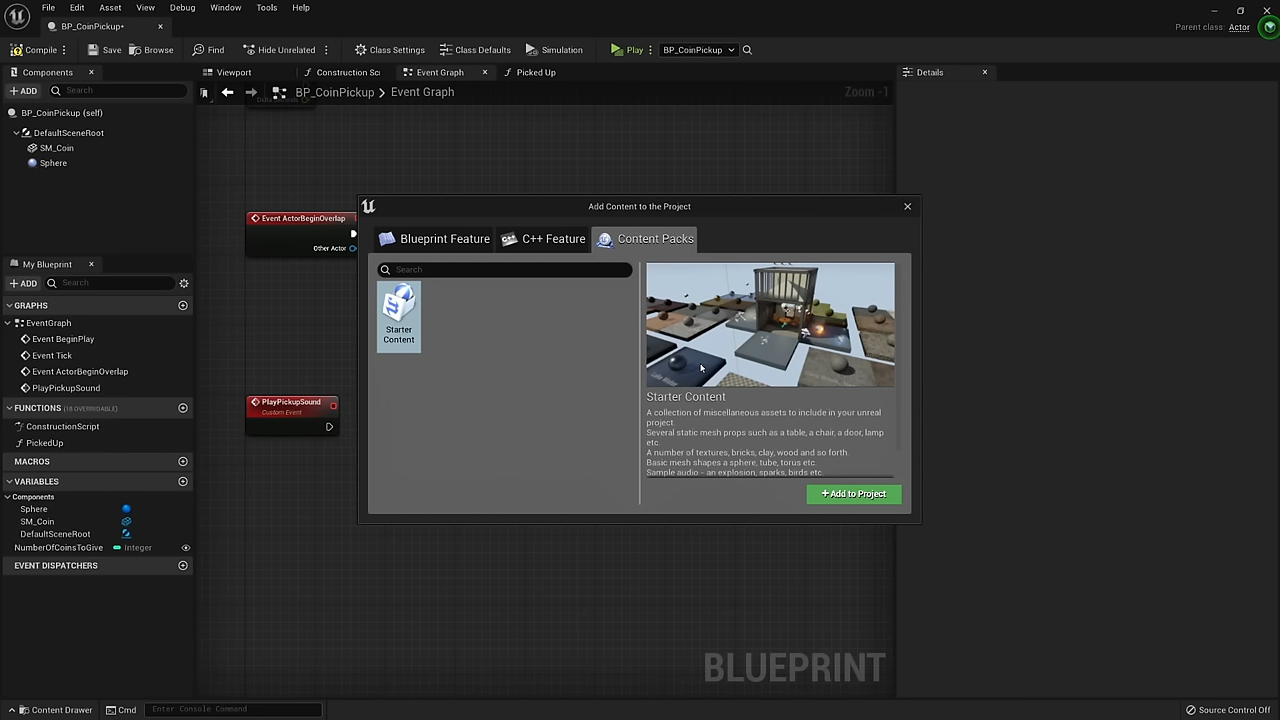 File Edit Asset View Debug Window Tools Help
BP_CoinPickup*
Parent class: Actor
Compile Save Browse Find Hide Unrelated Class Settings Class Defaults Simulation Play BP_CoinPickup
Components
ADD Search
BP_CoinPickup (self)
DefaultSceneRoot
SM_Coin
Sphere
My Blueprint
ADD Search
GRAPHS
EventGraph
Event BeginPlay
Event Tick
Event ActorBeginOverlap
PlayPickupSound
FUNCTIONS (18 OVERRIDABLE)
ConstructionScript
PickedUp
MACROS
VARIABLES
Components
Sphere
SM_Coin
DefaultSceneRoot
NumberOfCoinsToGive Integer
EVENT DISPATCHERS
Viewport Construction Sc Event Graph Picked Up
BP_CoinPickup > Event Graph Zoom -1
Event ActorBeginOverlap
Other Actor
PlayPickupSound
Custom Event
Add Content to the Project
Blueprint Feature C++ Feature Content Packs
Search
Starter
Content
Starter Content
A collection of miscellaneous assets to include in your unreal
project.
Several static mesh props such as a table, a chair, a door, lamp
etc.
A number of textures, bricks, clay, wood and so forth.
Basic mesh shapes a sphere, tube, torus etc.
Sample audio - an explosion, sparks, birds etc.
+ Add to Project
BLUEPRINT
Details
Content Drawer Cmd Enter Console Command
Source Control Off